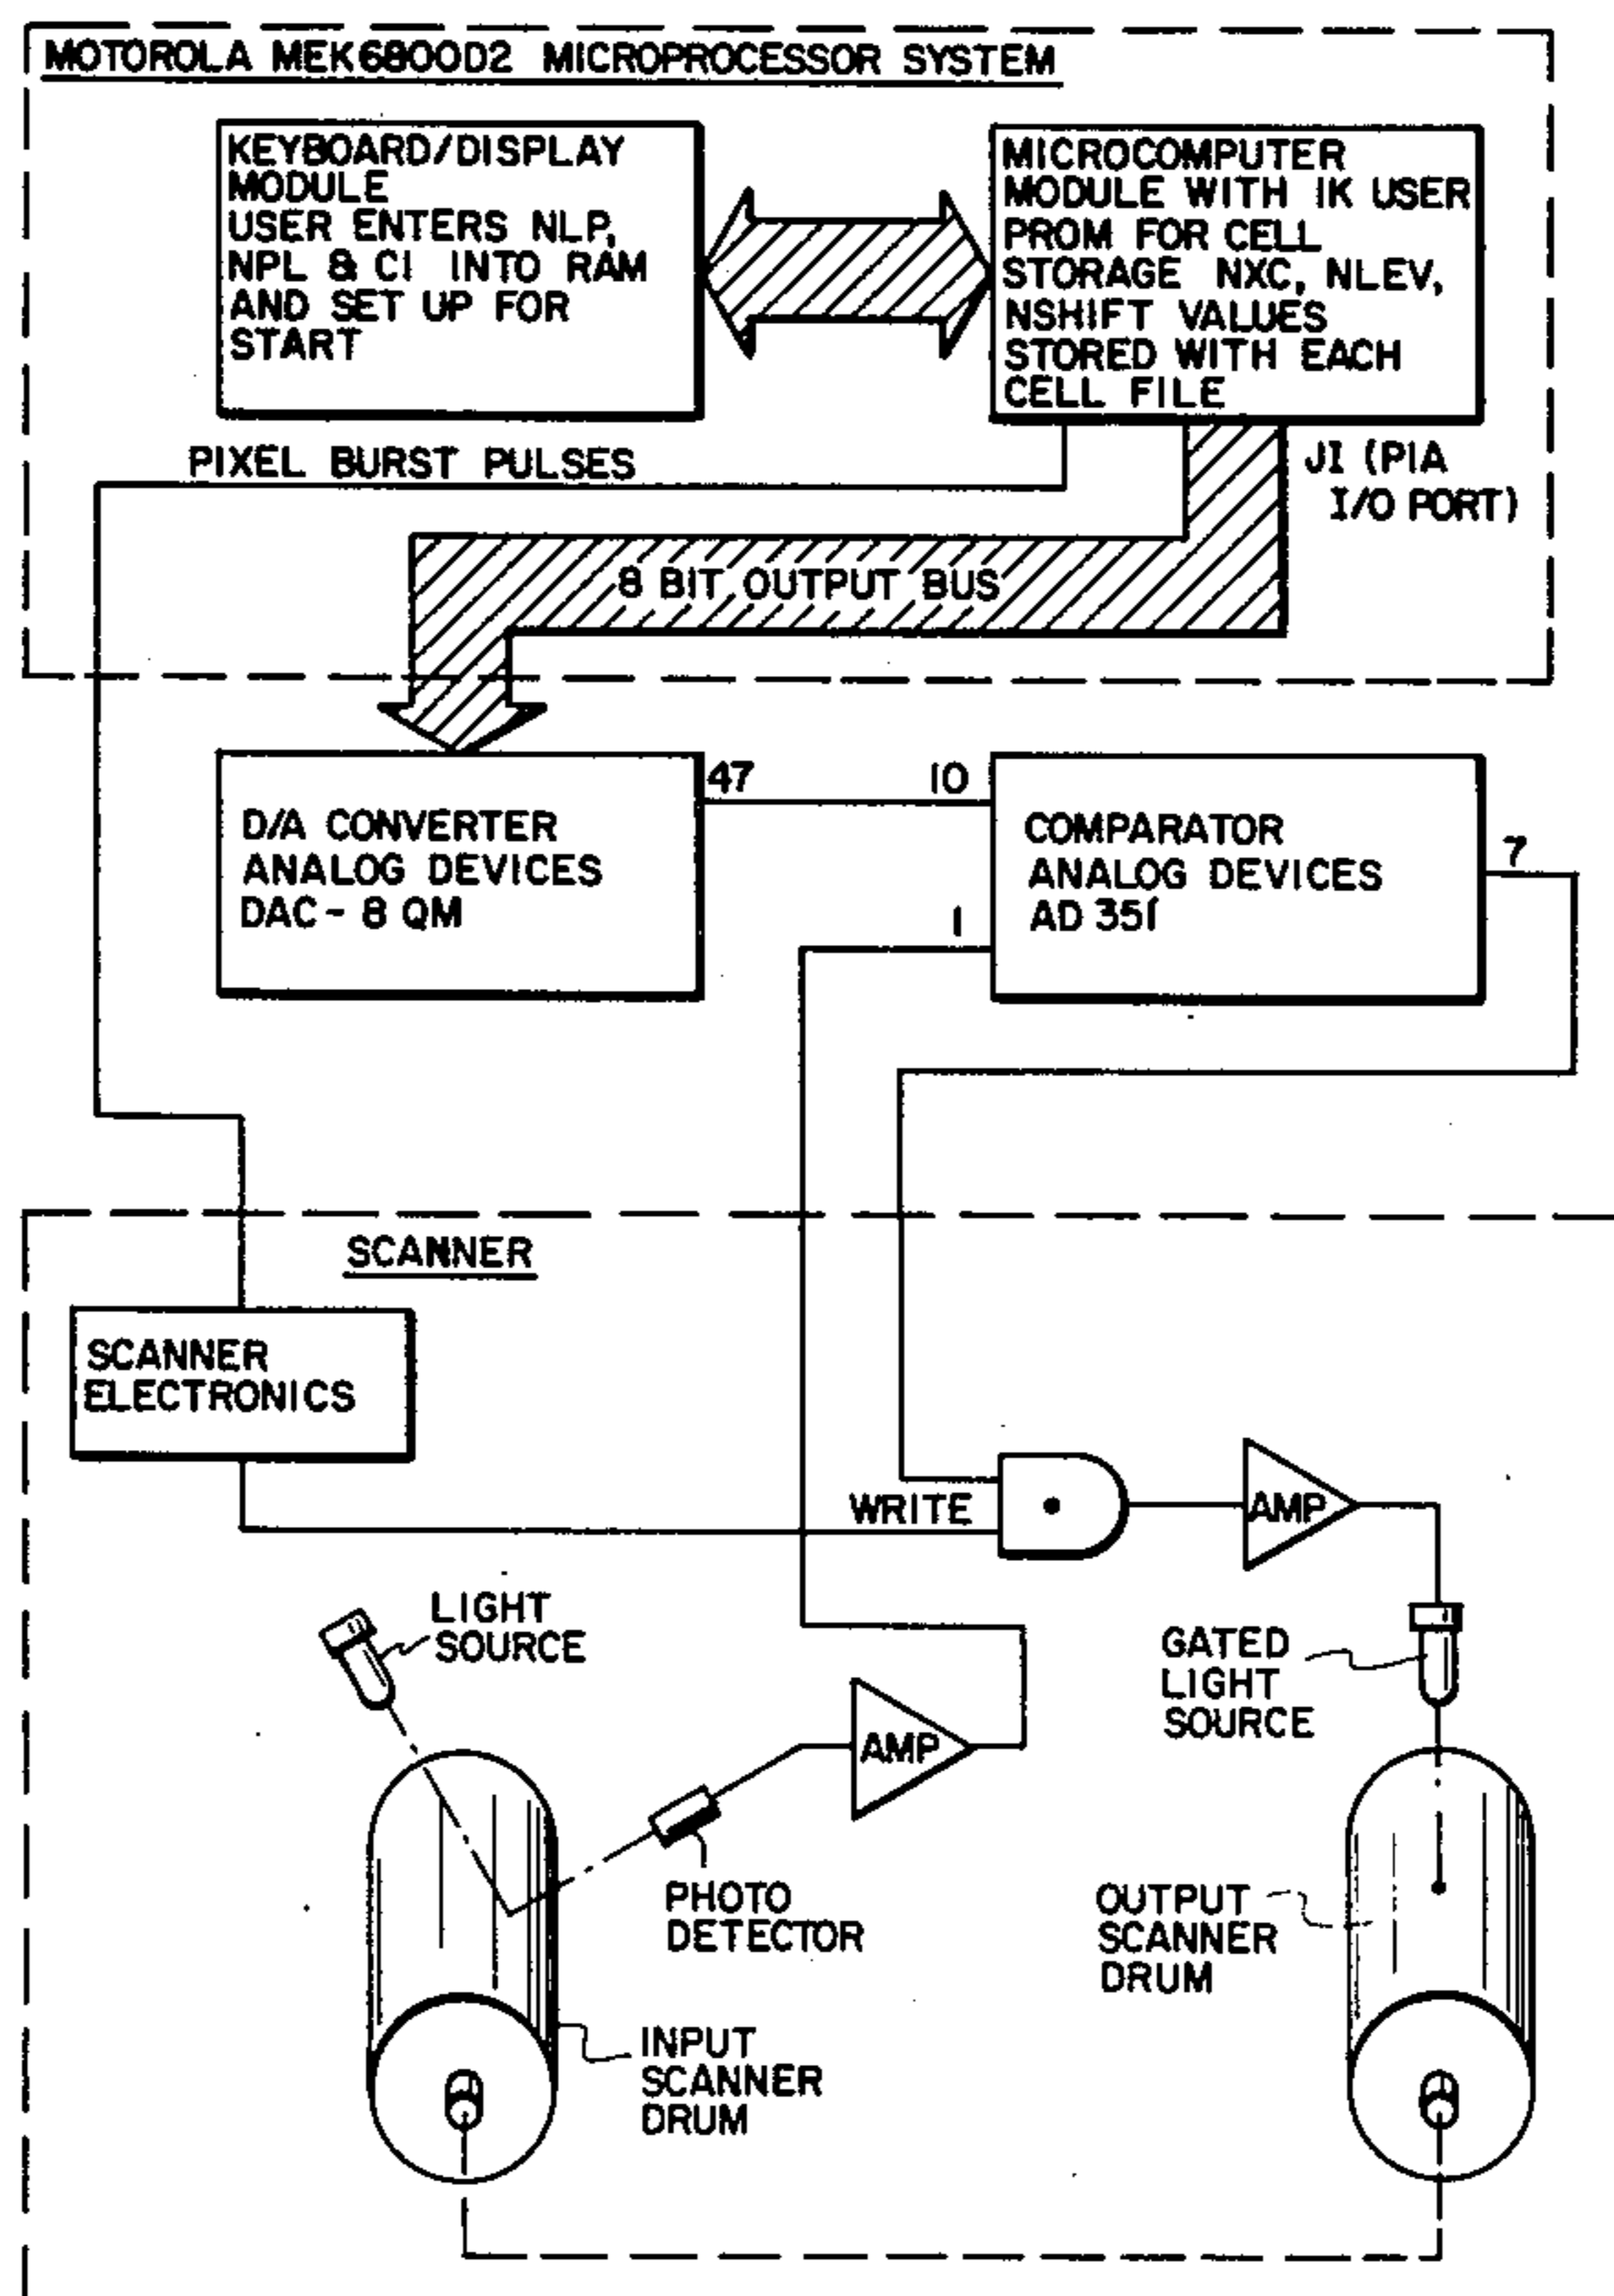 MOTOROLA MEK6800D2 MICROPROCESSOR SYSTEM
KEYBOARD/DISPLAY
MODULE
USER ENTERS NLP,
NPL & CI INTO RAM
AND SET UP FOR
START
MICROCOMPUTER
MODULE WITH IK USER
PROM FOR CELL
STORAGE NXC, NLEV,
NSHIFT VALUES
STORED WITH EACH
CELL FILE
PIXEL BURST PULSES
JI (PIA
I/O PORT)
8 BIT OUTPUT BUS
D/A CONVERTER
ANALOG DEVICES
DAC - 8 QM
47
10
1
COMPARATOR
ANALOG DEVICES
AD 351
7
SCANNER
SCANNER
ELECTRONICS
WRITE
AMP
LIGHT
SOURCE
GATED
LIGHT
SOURCE
AMP
PHOTO
DETECTOR
OUTPUT
SCANNER
DRUM
INPUT
SCANNER
DRUM